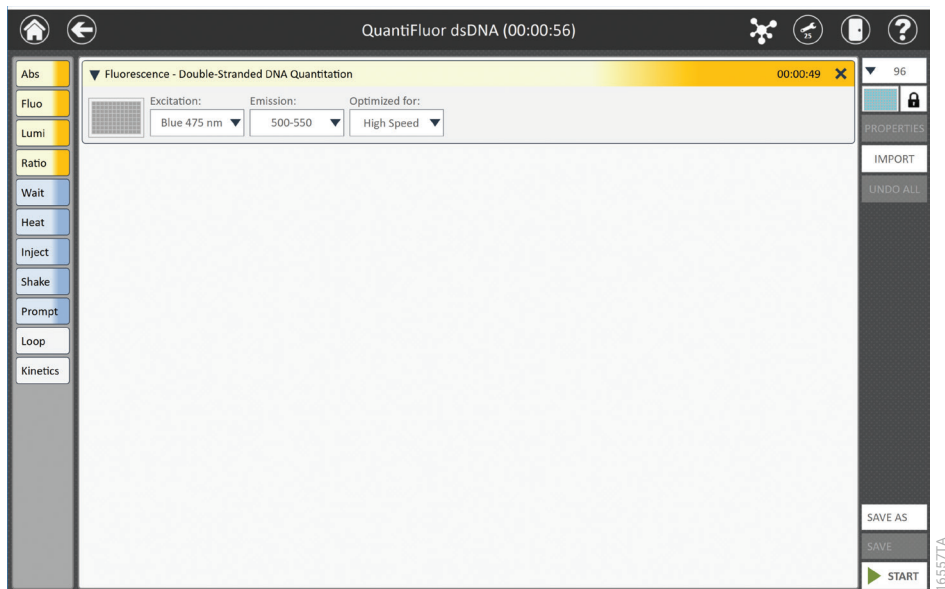 QuantiFluor dsDNA (00:00:56)
25
?
Abs
Fluo
Lumi
Ratio
Wait
Heat
Inject
Shake
Prompt
Loop
Kinetics
Fluorescence - Double-Stranded DNA Quantitation 00:00:49
Excitation: Emission: Optimized for:
Blue 475 nm 500-550 High Speed
96
PROPERTIES
IMPORT
UNDO ALL
SAVE AS
SAVE
START
16557TA